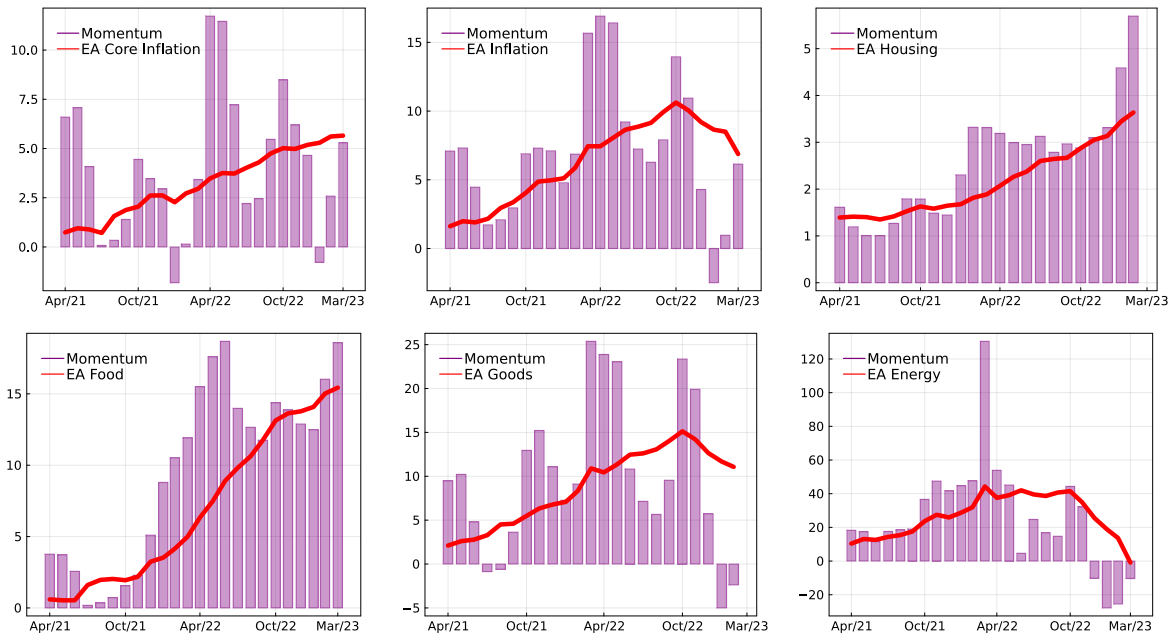 Momentum
EA Core Inflation
10.0
7.5
5.0
2.5
0.0
Apr/21 Oct/21 Apr/22 Oct/22 Mar/23
Momentum
EA Inflation
15
10
5
0
Apr/21 Oct/21 Apr/22 Oct/22 Mar/23
Momentum
EA Housing
5
4
3
2
1
0
Apr/21 Oct/21 Apr/22 Oct/22 Mar/23
Momentum
EA Food
15
10
5
0
Apr/21 Oct/21 Apr/22 Oct/22 Mar/23
Momentum
EA Goods
25
20
15
10
5
0
−5
Apr/21 Oct/21 Apr/22 Oct/22 Mar/23
Momentum
EA Energy
120
100
80
60
40
20
0
−20
Apr/21 Oct/21 Apr/22 Oct/22 Mar/23